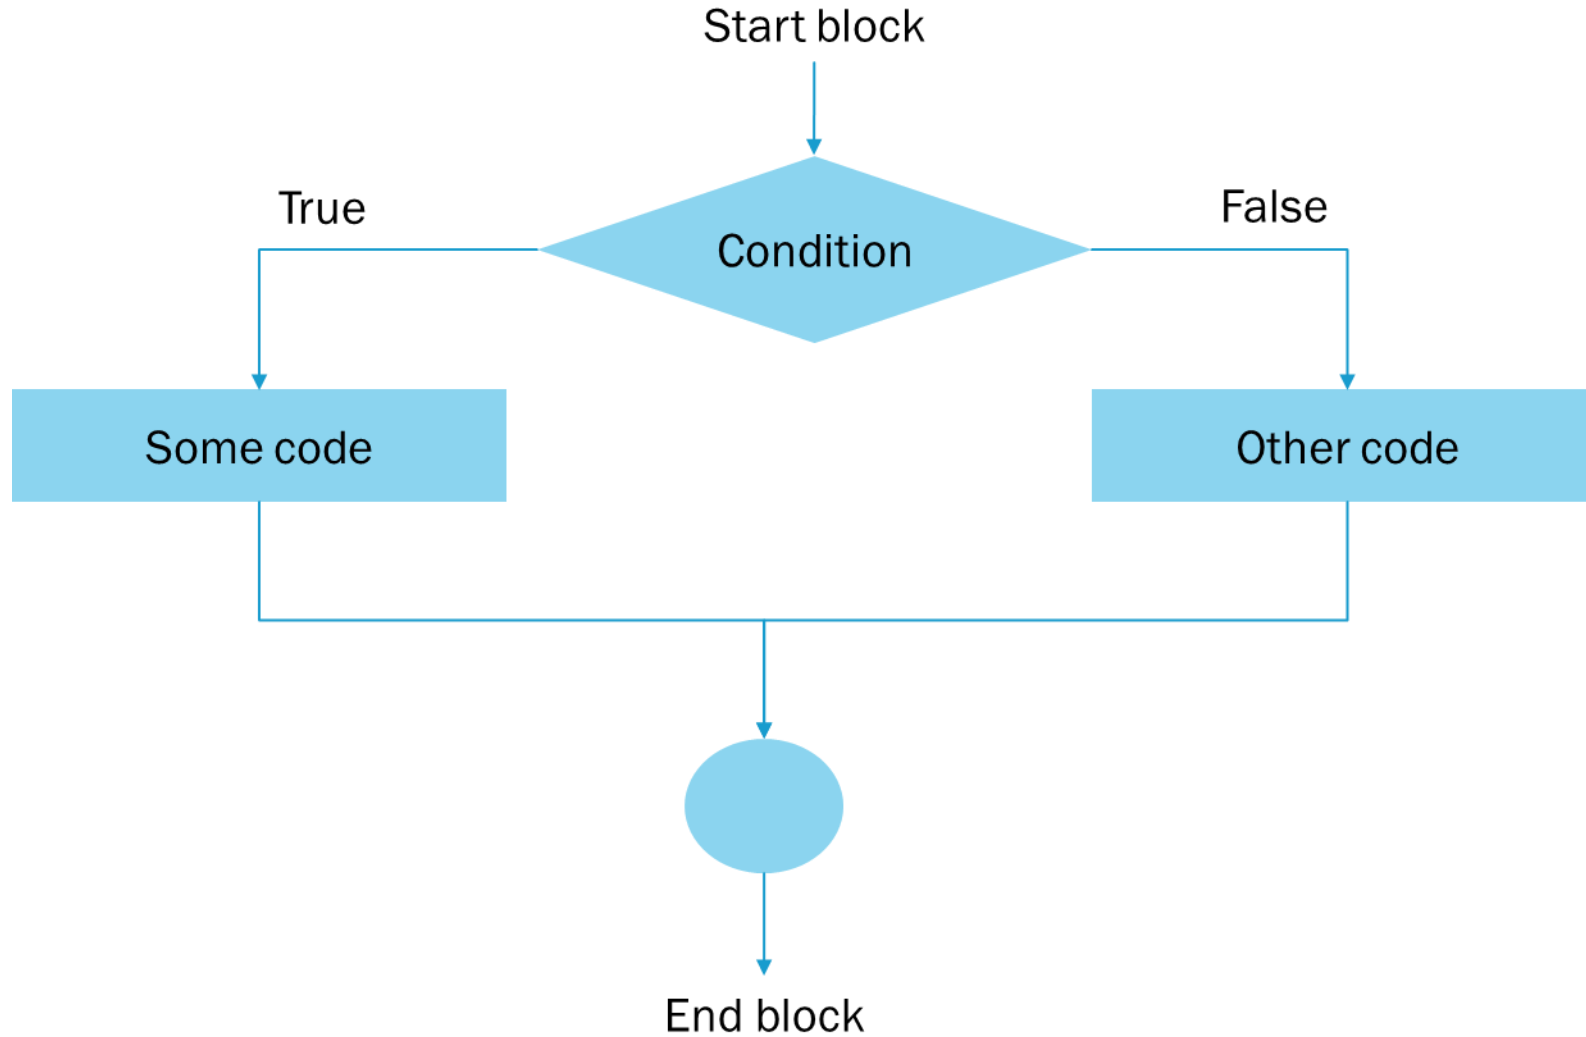 Start block
True
False
Condition
Some code
Other code
End block